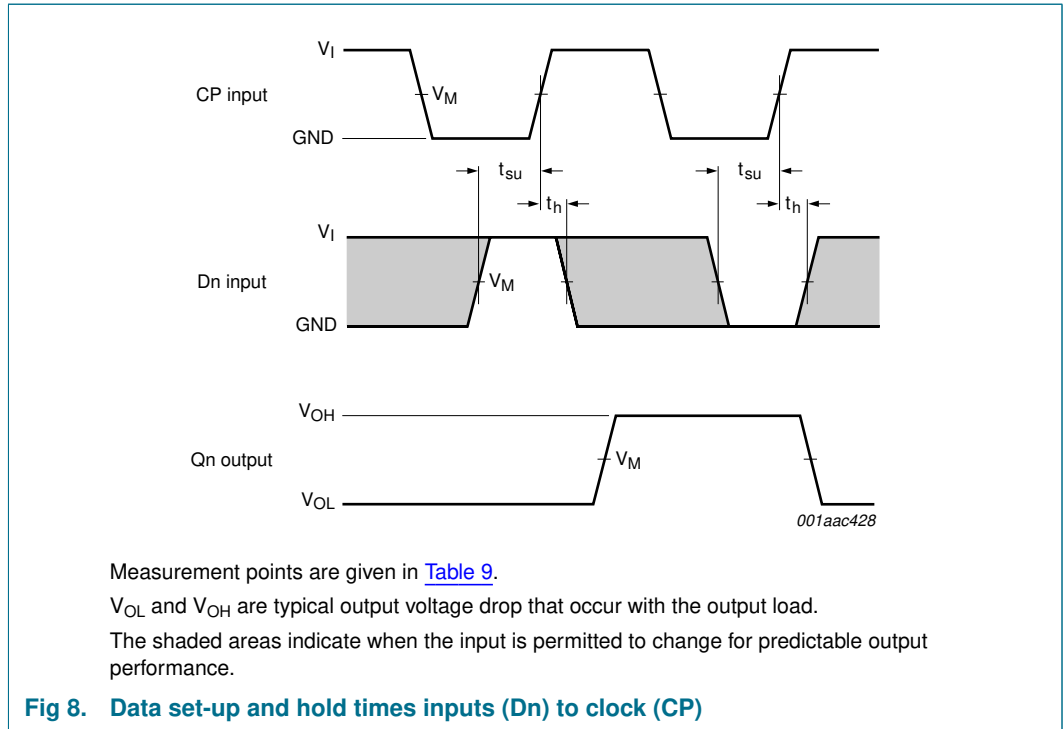 V_I
CP input
V_M
GND
t_su
t_su
t_h
t_h
V_I
Dn input
V_M
GND
V_OH
Qn output
V_M
V_OL
001aac428
Measurement points are given in Table 9.
V_OL and V_OH are typical output voltage drop that occur with the output load.
The shaded areas indicate when the input is permitted to change for predictable output
performance.
Fig 8. Data set-up and hold times inputs (Dn) to clock (CP)